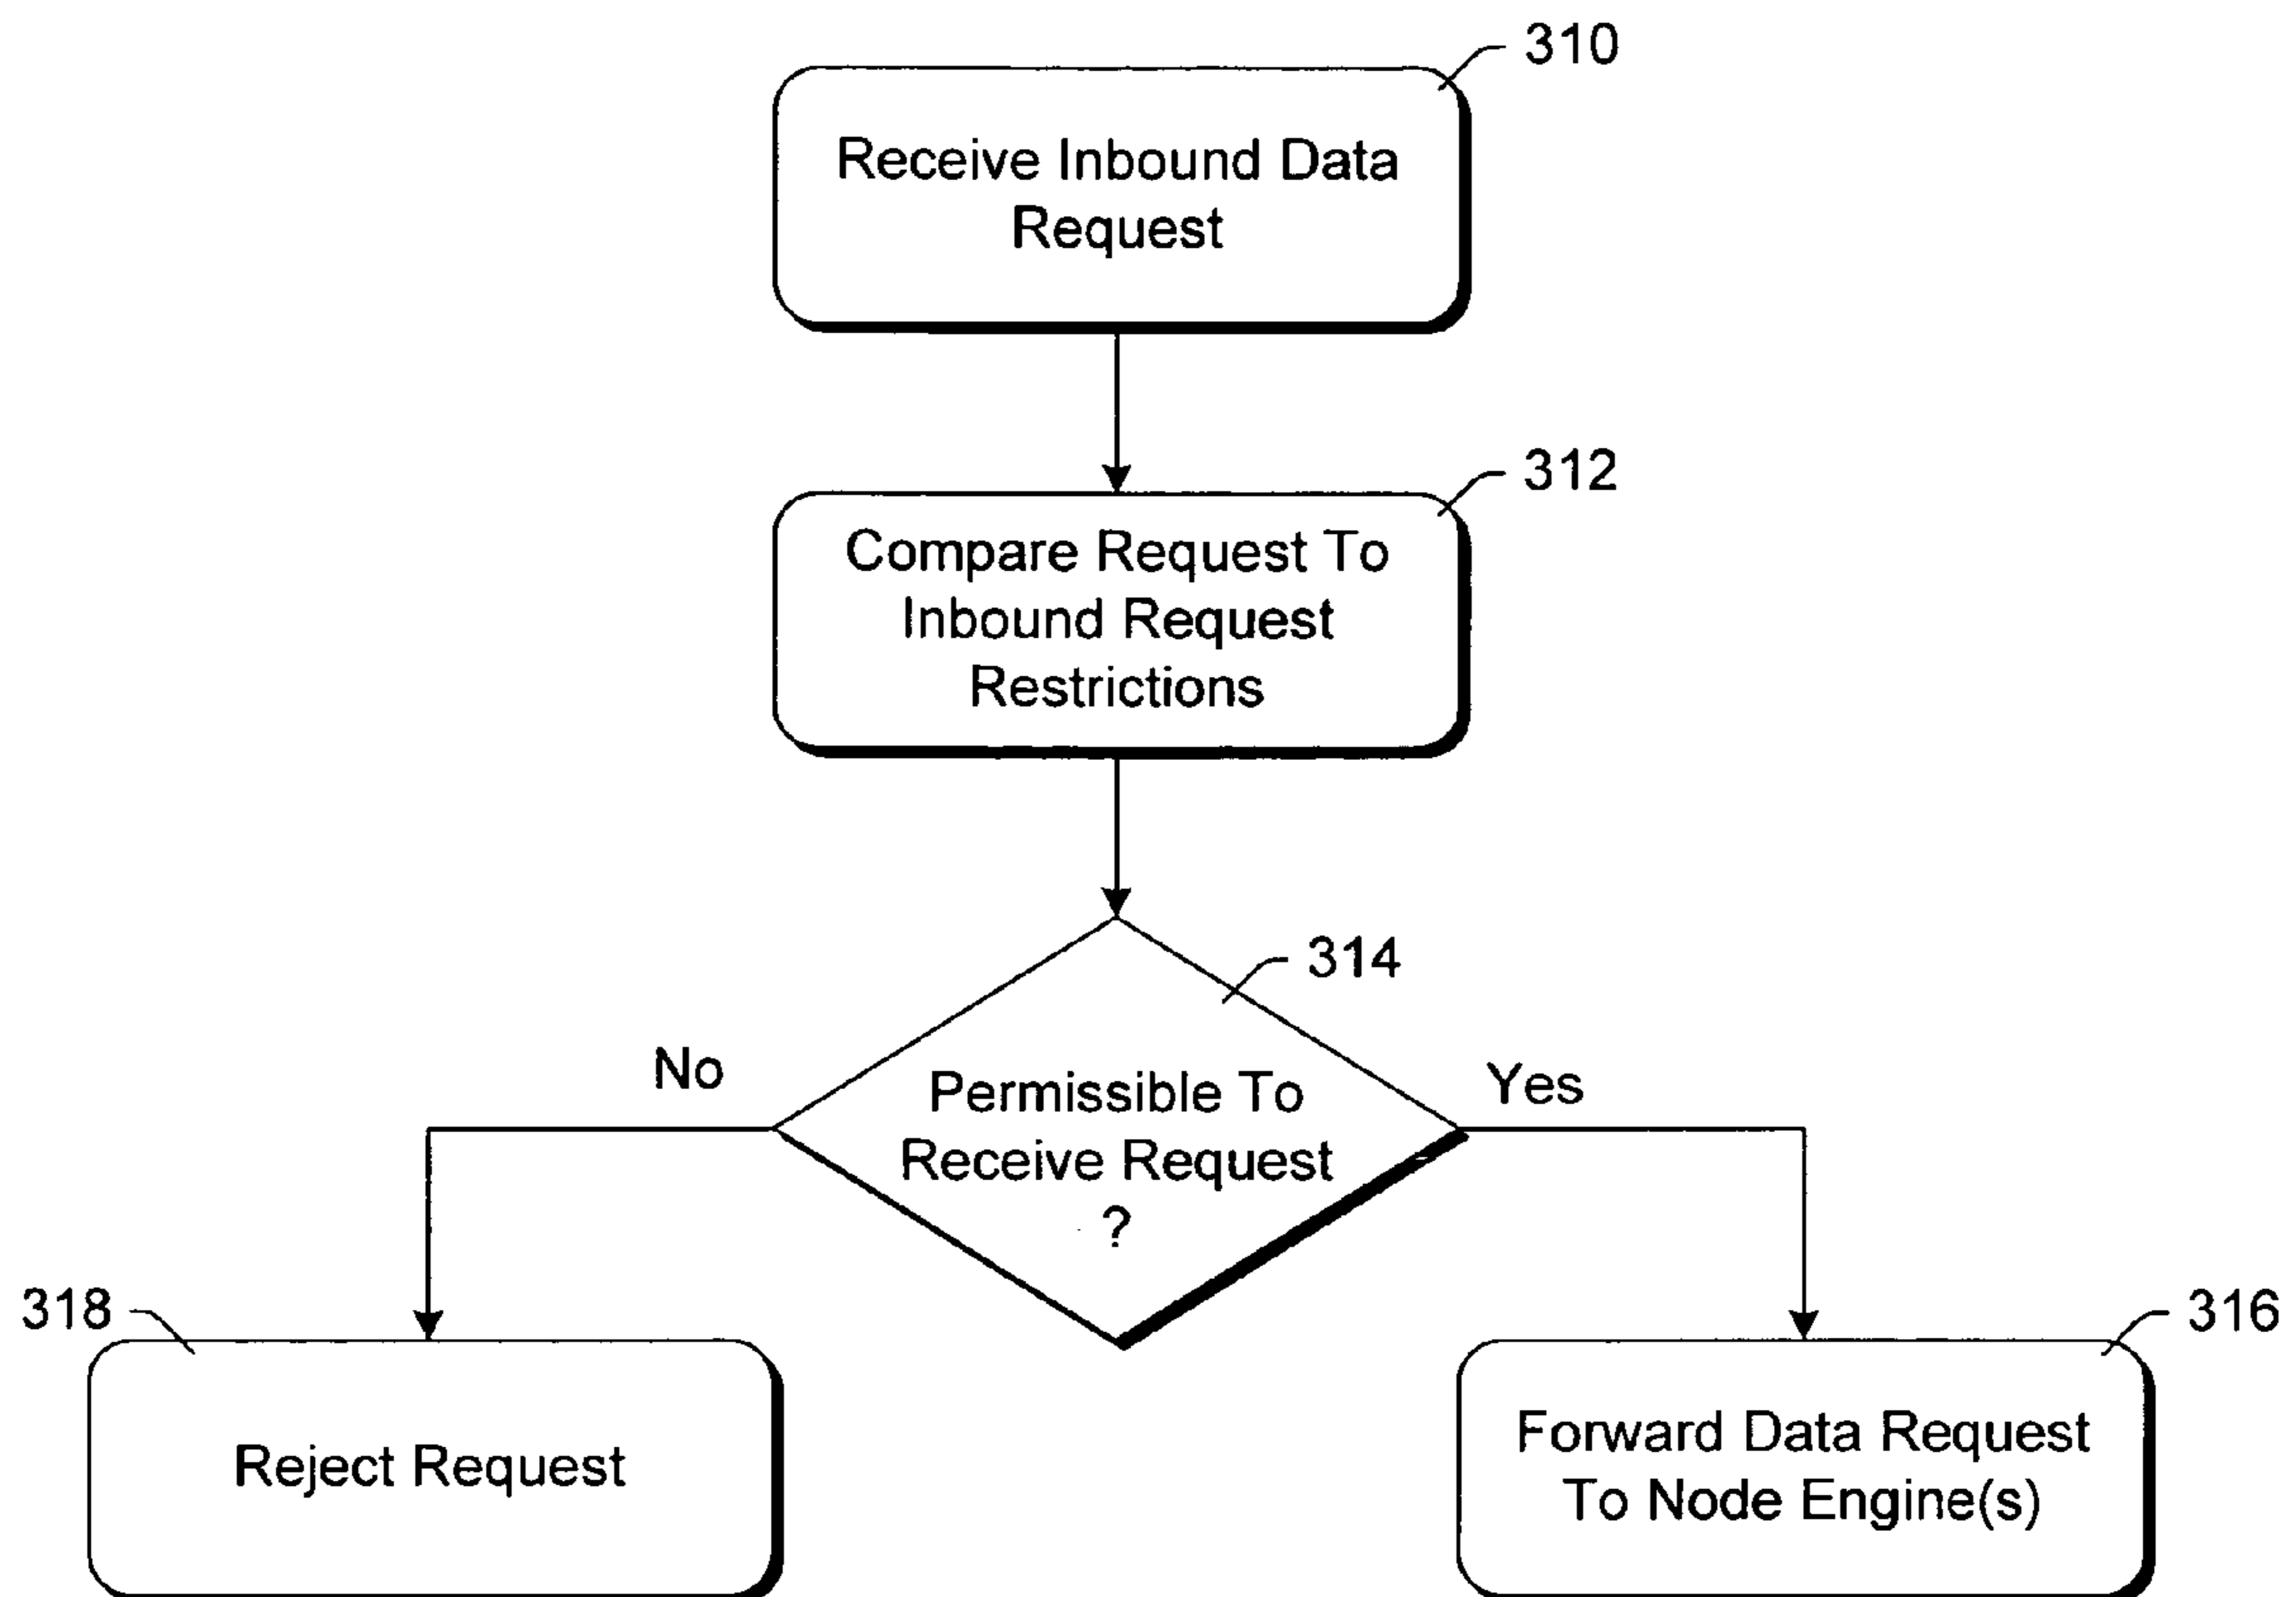 310
Receive Inbound Data
Request
312
Compare Request To
Inbound Request
Restrictions
314
No
Permissible To
Receive Request
?
Yes
318
Reject Request
316
Forward Data Request
To Node Engine(s)